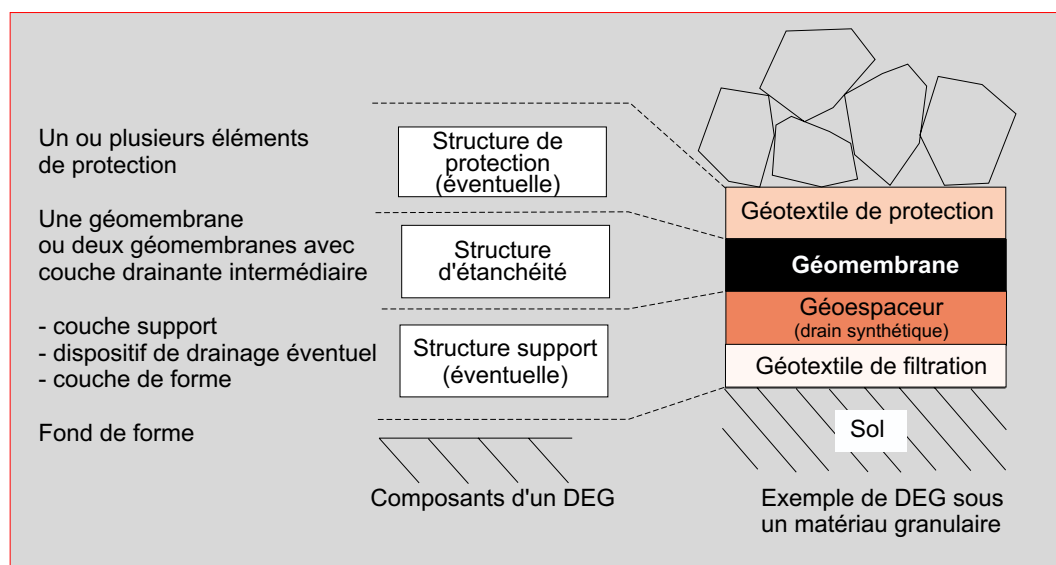 Un ou plusieurs éléments
de protection
Une géomembrane
ou deux géomembranes avec
couche drainante intermédiaire
- couche support
- dispositif de drainage éventuel
- couche de forme
Fond de forme
Structure de
protection
(éventuelle)
Structure
d'étanchéité
Structure support
(éventuelle)
Composants d'un DEG
Géotextile de protection
Géomembrane
Géoespaceur
(drain synthétique)
Géotextile de filtration
Sol
Exemple de DEG sous
un matériau granulaire